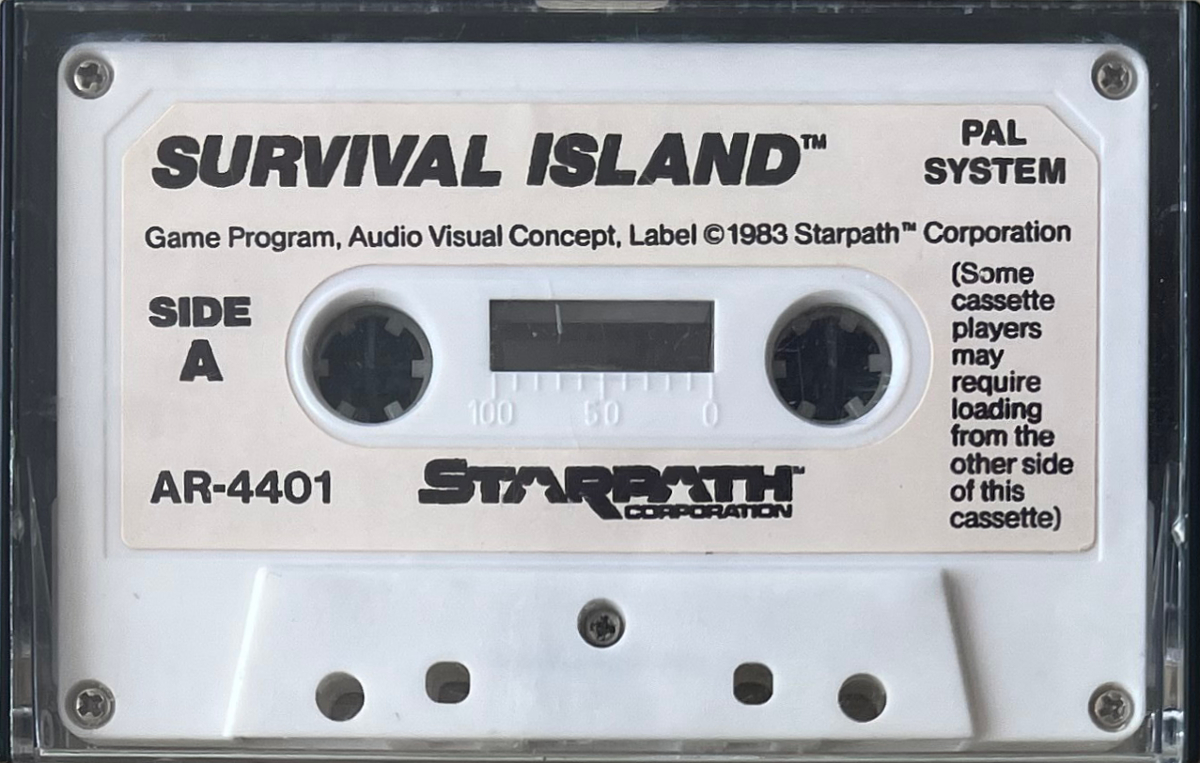 SURVIVAL ISLAND™
PAL
SYSTEM
Game Program, Audio Visual Concept, Label ©1983 Starpath™ Corporation
SIDE
A
(Some
cassette
players
may
require
loading
from the
other side
of this
cassette)
100 50 0
AR-4401
STARPATH™
CORPORATION